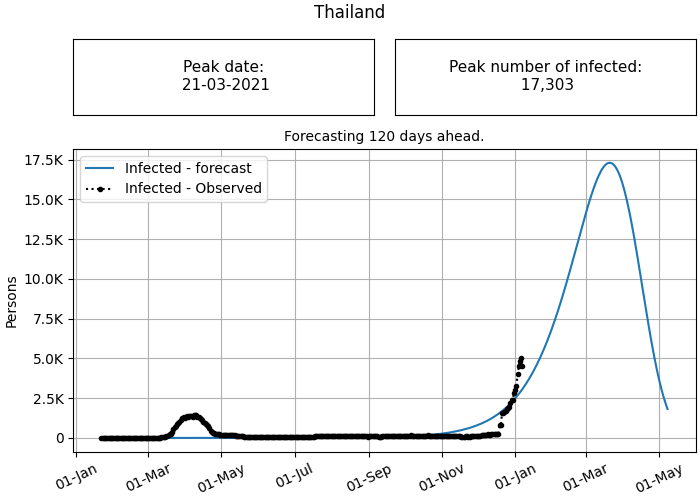 Thailand
Peak date:
21-03-2021
Peak number of infected:
17,303
Forecasting 120 days ahead.
Infected - forecast
Infected - Observed
Persons
17.5K
15.0K
12.5K
10.0K
7.5K
5.0K
2.5K
0
01-Jan
01-Mar
01-May
01-Jul
01-Sep
01-Nov
01-Jan
01-Mar
01-May